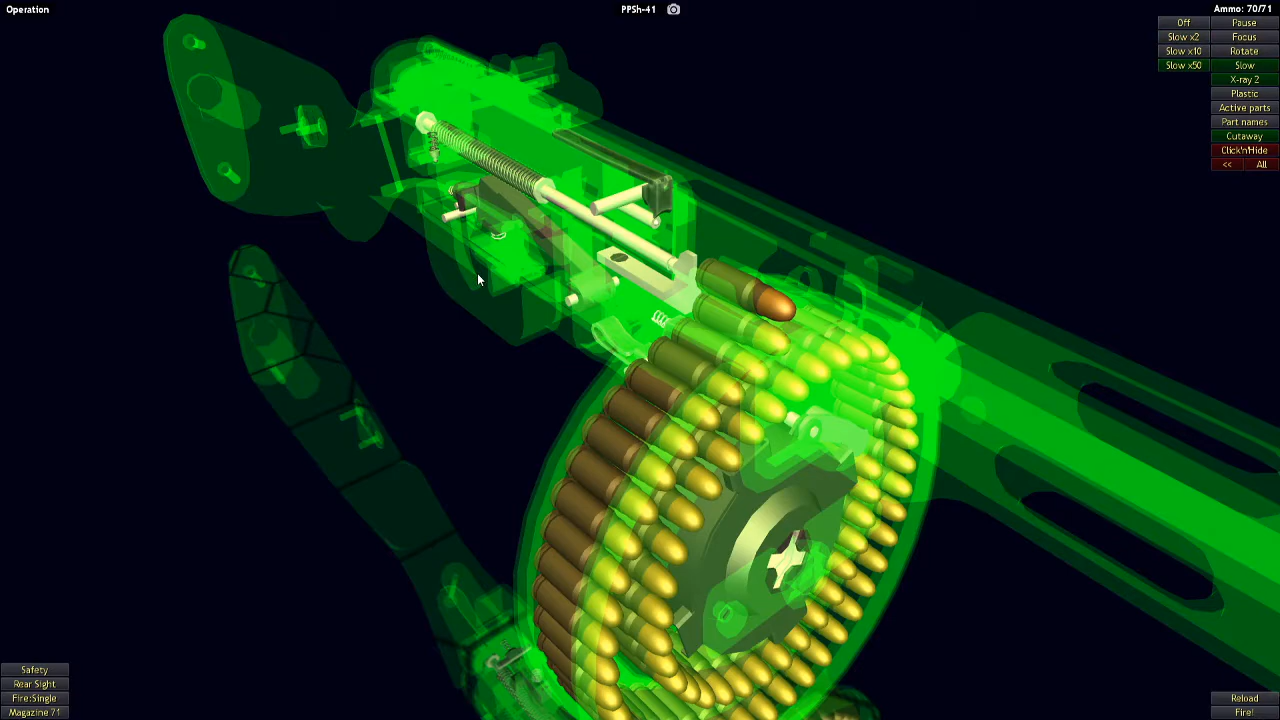 Operation
PPSh-41
Ammo: 70/71
Off
Pause
Slow x2
Focus
Slow x10
Rotate
Slow x50
Slow
X-ray 2
Plastic
Active parts
Part names
Cutaway
Click'n'Hide
<<
All
Safety
Rear Sight
Fire:Single
Magazine 71
Reload
Fire!